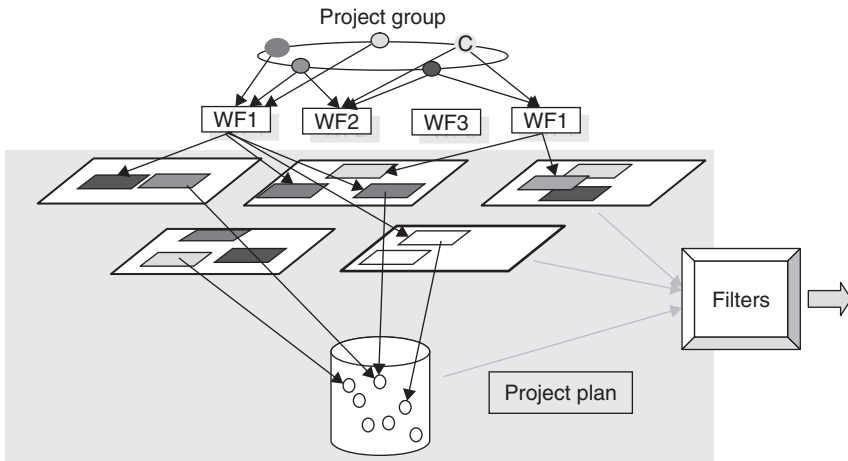 Project group
C
WF1
WF2
WF3
WF1
Filters
Project plan